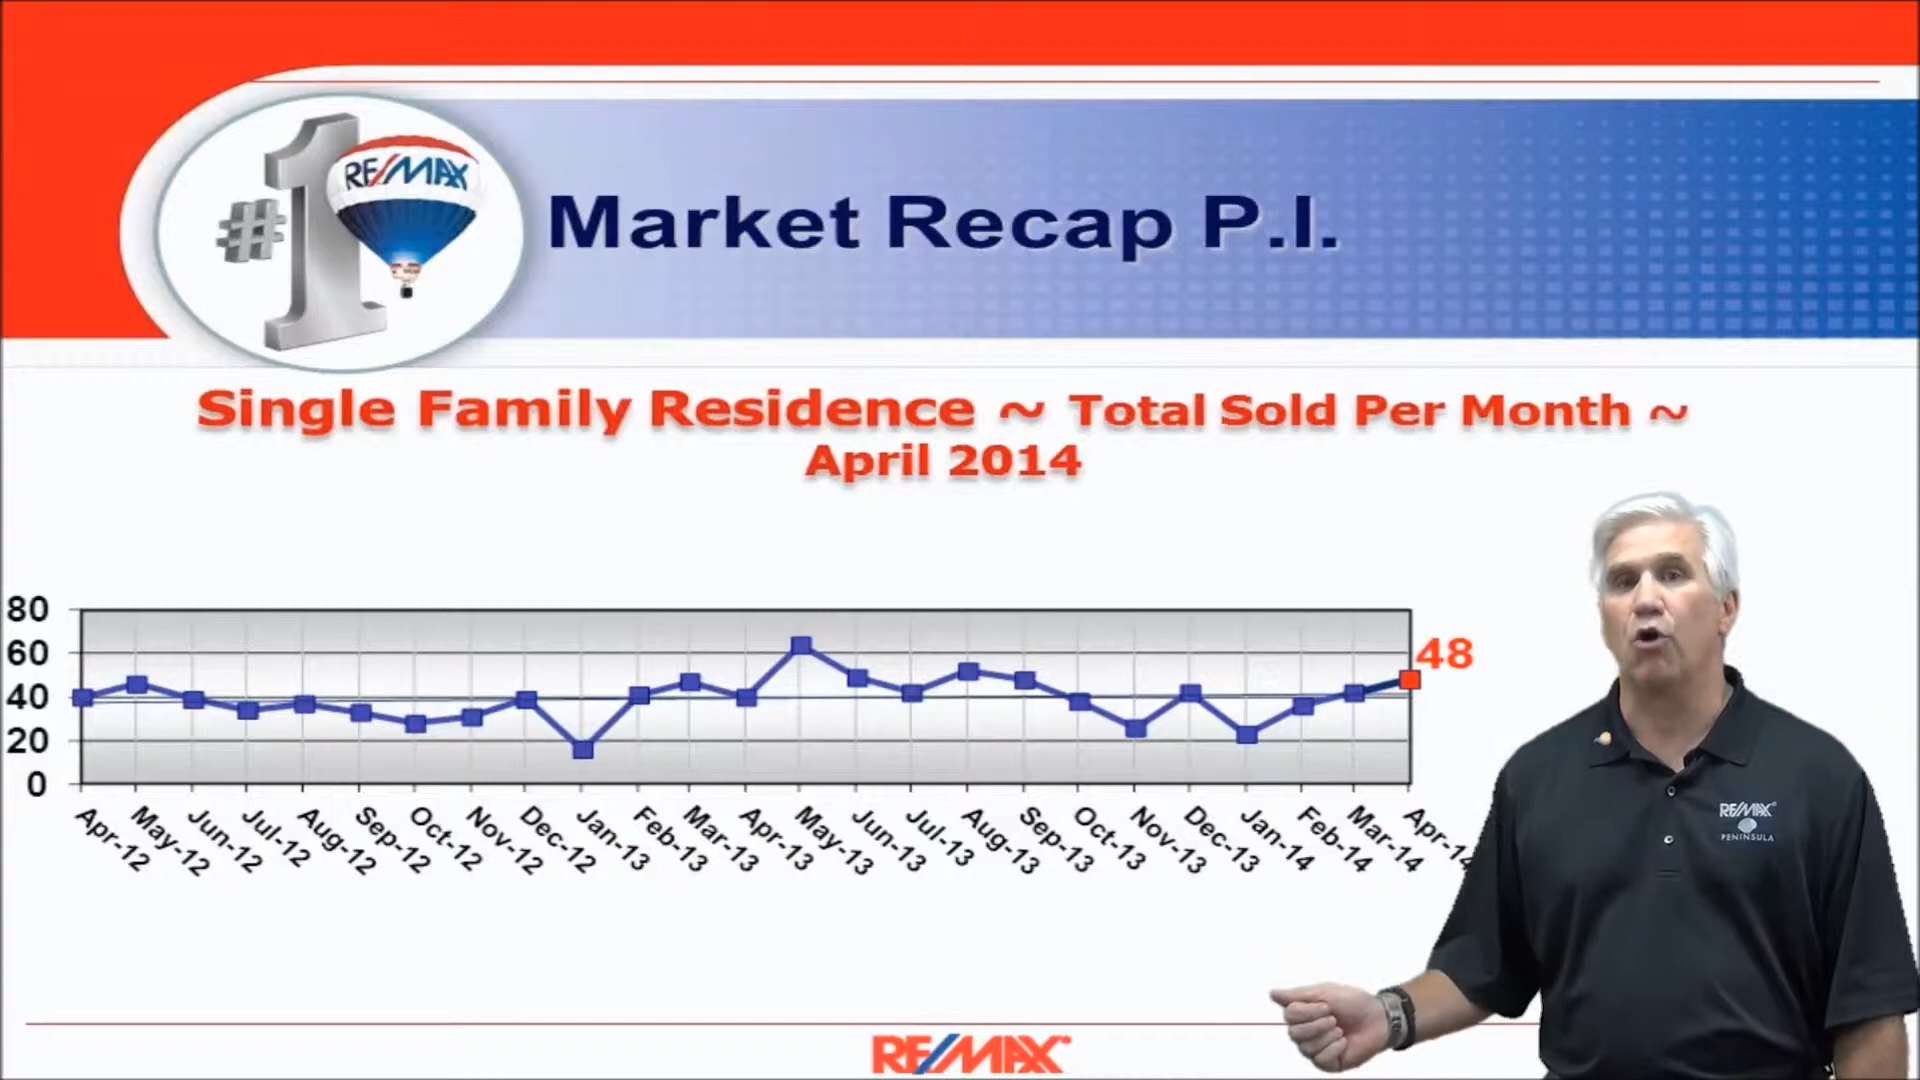 #1
RE/MAX
Market Recap P.I.
Single Family Residence ~ Total Sold Per Month ~
April 2014
80
60
40
20
0
48
Apr-12
May-12
Jun-12
Jul-12
Aug-12
Sep-12
Oct-12
Nov-12
Dec-12
Jan-13
Feb-13
Mar-13
Apr-13
May-13
Jun-13
Jul-13
Aug-13
Sep-13
Oct-13
Nov-13
Dec-13
Jan-14
Feb-14
Mar-14
Apr-14
RE/MAX
PENINSULA
RE/MAX